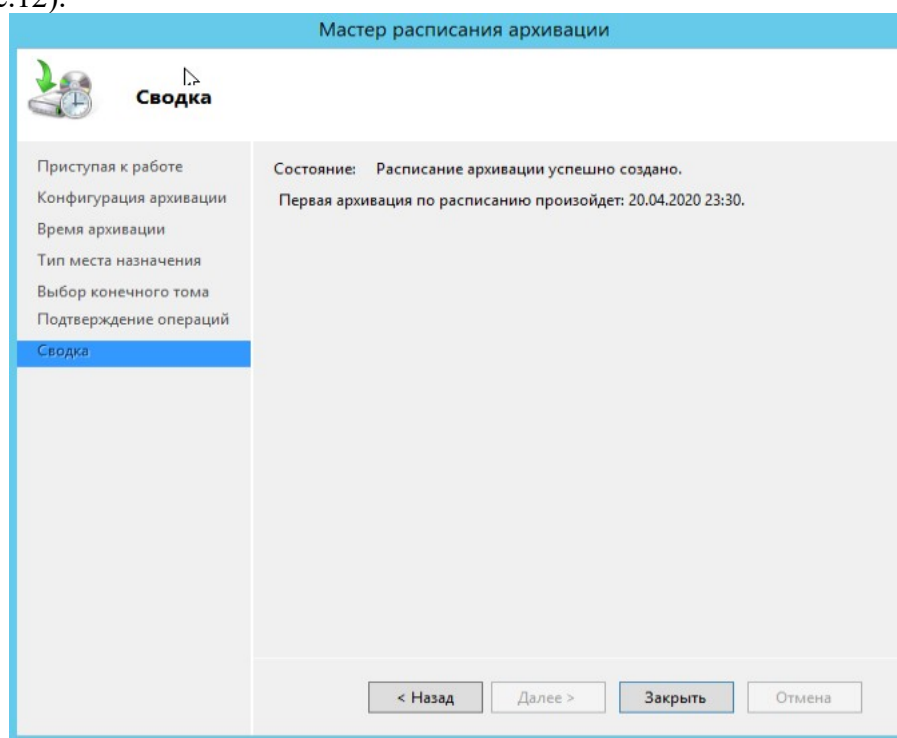 с.12).
Мастер расписания архивации
Сводка
Приступая к работе
Конфигурация архивации
Время архивации
Тип места назначения
Выбор конечного тома
Подтверждение операций
Сводка
Состояние: Расписание архивации успешно создано.
Первая архивация по расписанию произойдет: 20.04.2020 23:30.
< Назад
Далее >
Закрыть
Отмена